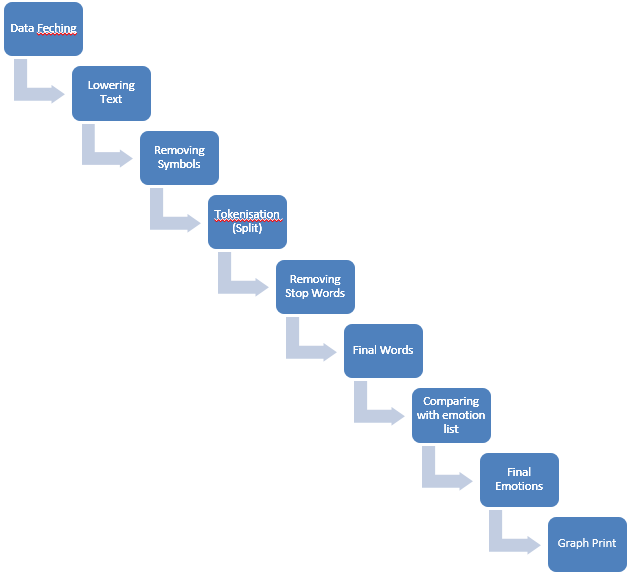 Data Feching
Lowering
Text
Removing
Symbols
Tokenisation
(Split)
Removing
Stop Words
Final Words
Comparing
with emotion
list
Final
Emotions
Graph Print